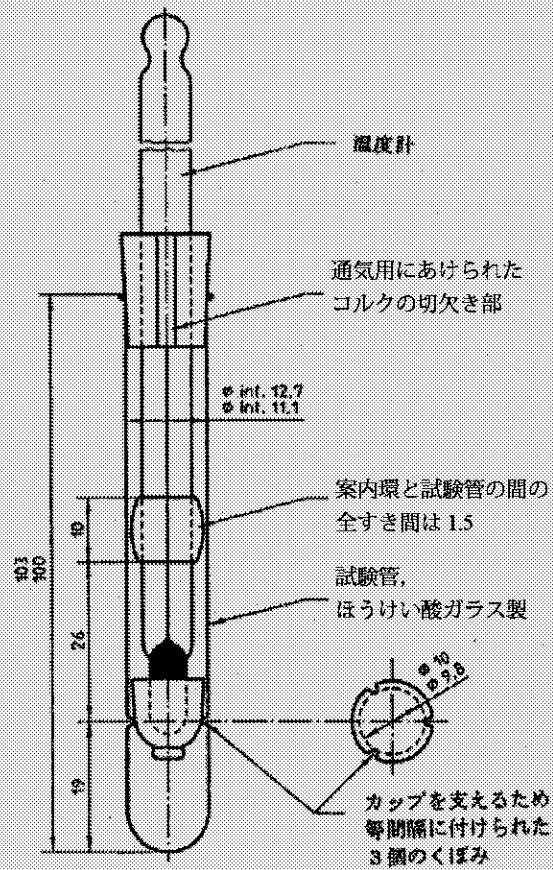 温度計
通気用にあけられた
コルクの切欠き部
ø int. 12,7
ø int. 11,1
案内環と試験管の間の
全すき間は 1.5
10
103
100
試験管,
ほうけい酸ガラス製
26
ø 10
ø 9,8
19
カップを支えるため
等間隔に付けられた
3 個のくぼみ